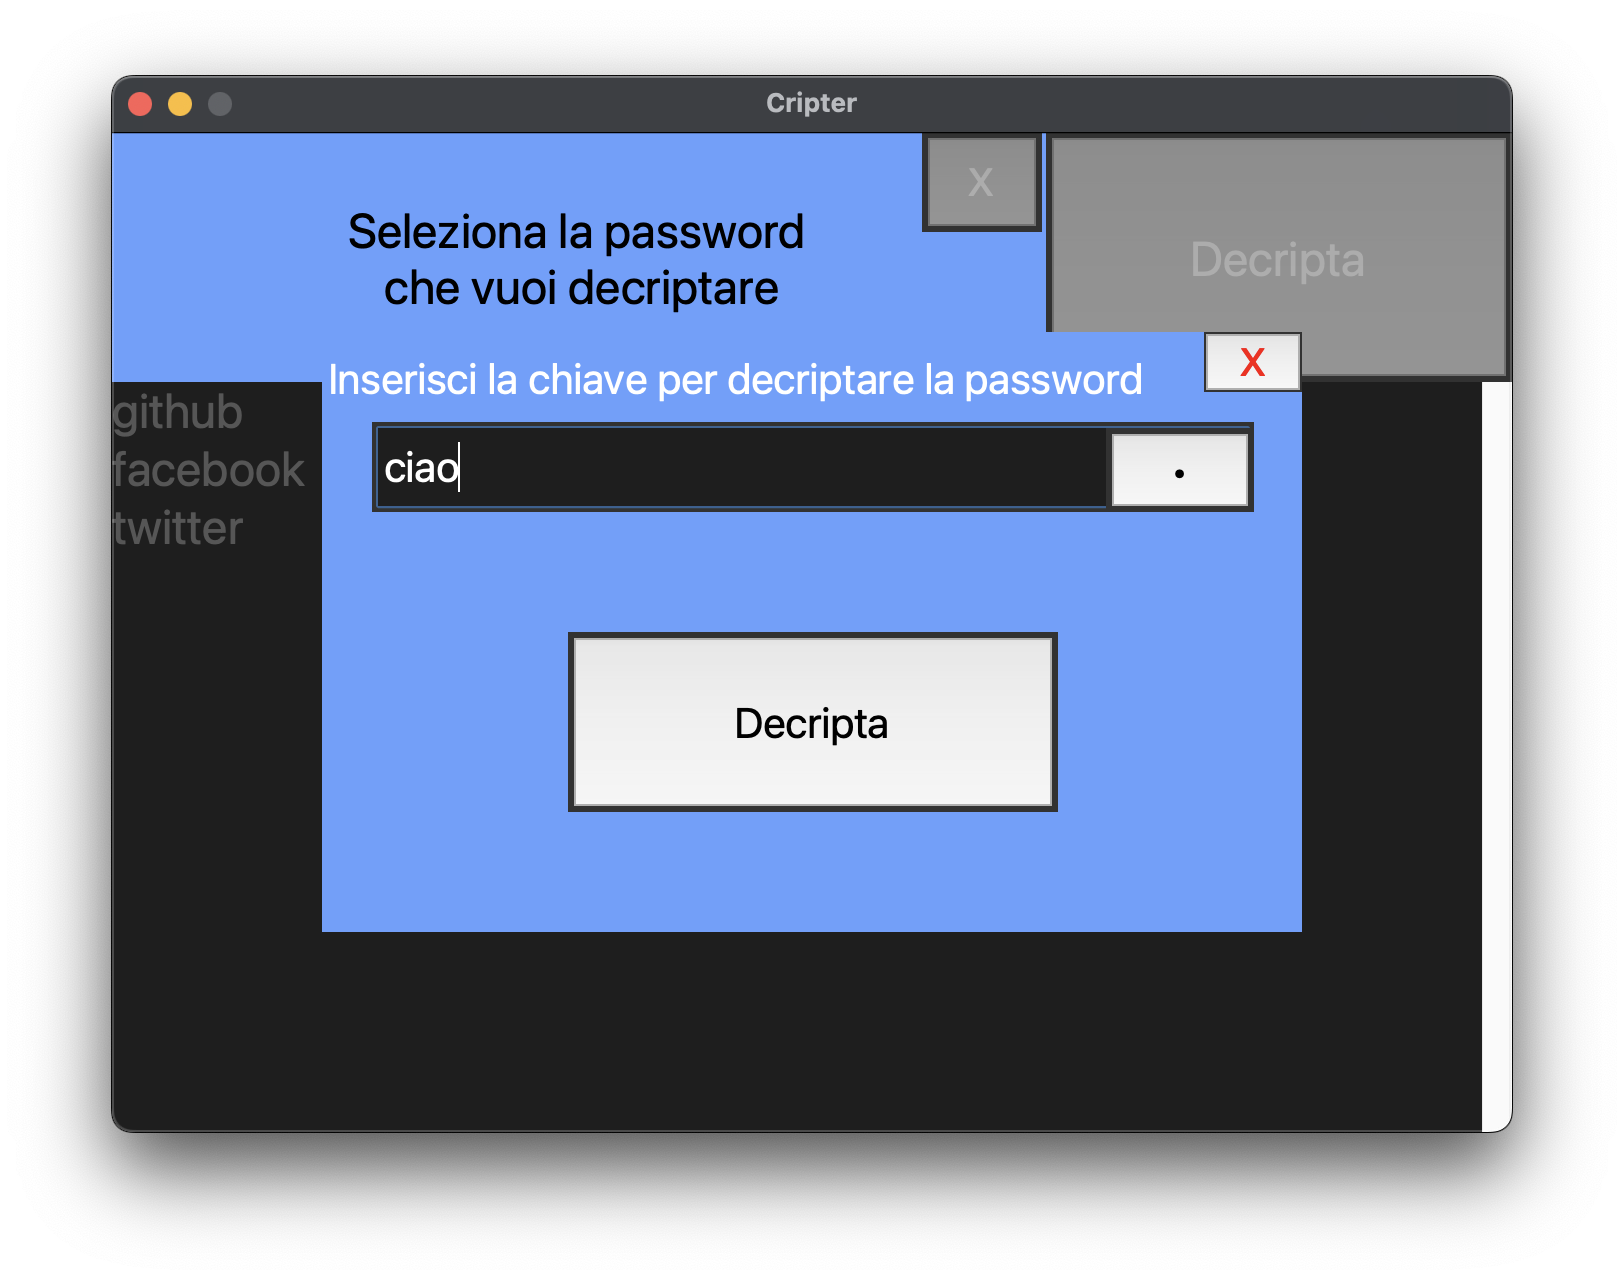 Cripter
Seleziona la password
che vuoi decriptare
X
Decripta
Inserisci la chiave per decriptare la password
X
github
facebook
twitter
ciao
.
Decripta